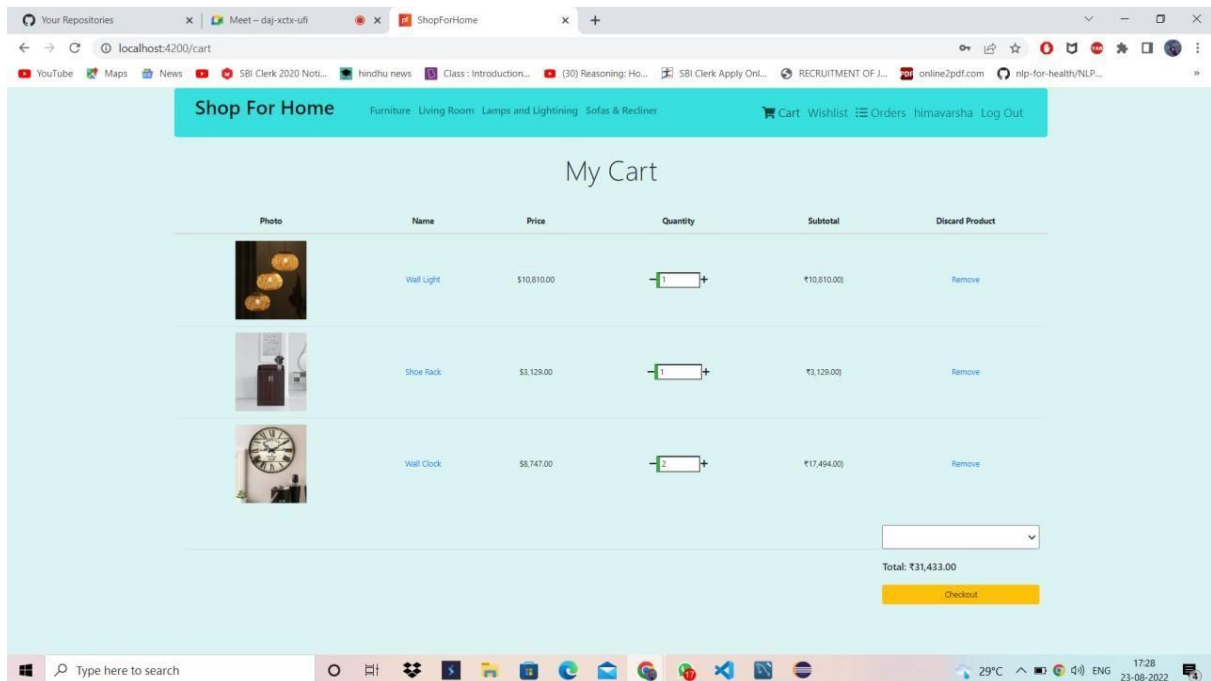 Your Repositories
Meet – daj-xctx-ufi
ShopForHome
localhost:4200/cart
YouTube Maps News SBI Clerk 2020 Noti... hindhu news Class : Introduction... (30) Reasoning: Ho... SBI Clerk Apply Onl... RECRUITMENT OF J... online2pdf.com nlp-for-health/NLP...
Shop For Home Furniture Living Room Lamps and Lightining Sofas & Recliner Cart Wishlist Orders himavarsha Log Out
My Cart
Photo Name Price Quantity Subtotal Discard Product
Wall Light $10,810.00 − 1 + ₹10,810.00) Remove
Shoe Rack $3,129.00 − 1 + ₹3,129.00) Remove
Wall Clock $8,747.00 − 2 + ₹17,494.00) Remove
Total: ₹31,433.00
Checkout
Type here to search
29°C ENG 17:28
23-08-2022